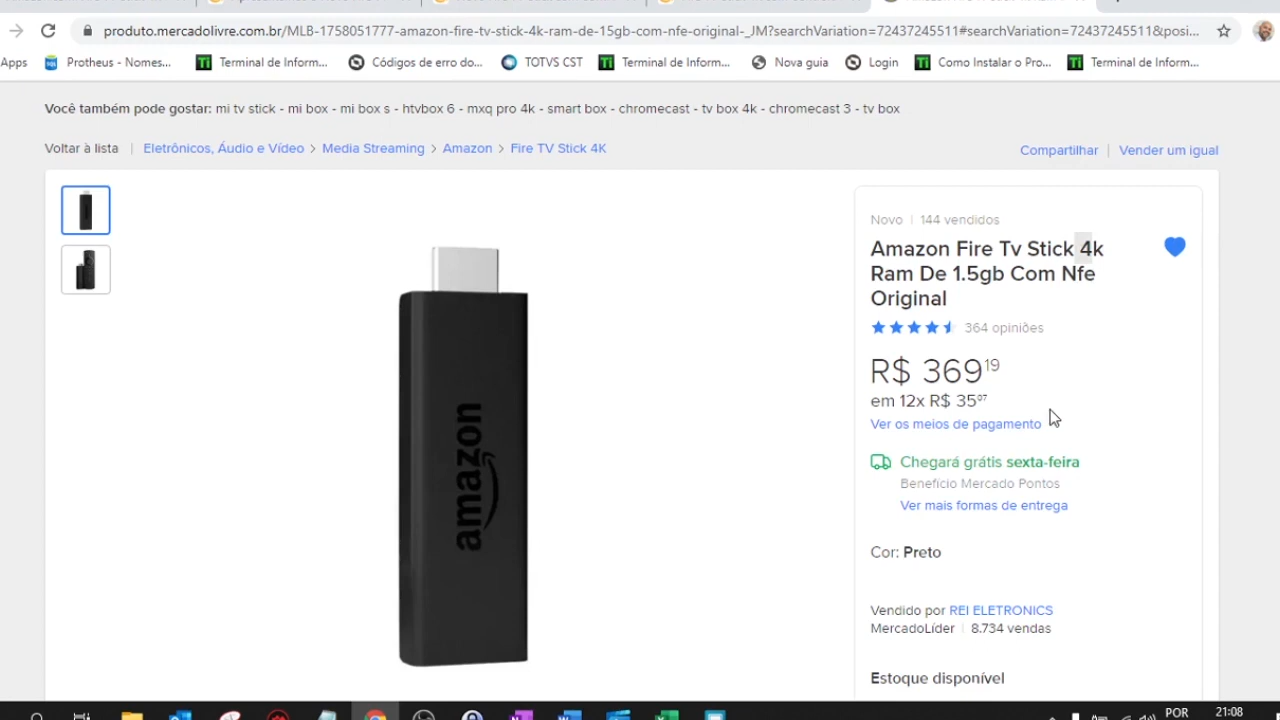 produto.mercadolivre.com.br/MLB-1758051777-amazon-fire-tv-stick-4k-ram-de-15gb-com-nfe-original-_JM?searchVariation=72437245511#searchVariation=72437245511&posi...
Apps Protheus - Nomes... Terminal de Inform... Códigos de erro do... TOTVS CST Terminal de Inform... Nova guia Login Como Instalar o Pro... Terminal de Inform...
Você também pode gostar: mi tv stick - mi box - mi box s - htvbox 6 - mxq pro 4k - smart box - chromecast - tv box 4k - chromecast 3 - tv box
Voltar à lista | Eletrônicos, Áudio e Vídeo > Media Streaming > Amazon > Fire TV Stick 4K
Compartilhar | Vender um igual
Novo | 144 vendidos
Amazon Fire Tv Stick 4k
Ram De 1.5gb Com Nfe
Original
364 opiniões
R$ 369 19
em 12x R$ 35 07
Ver os meios de pagamento
Chegará grátis sexta-feira
Benefício Mercado Pontos
Ver mais formas de entrega
Cor: Preto
Vendido por REI ELETRONICS
MercadoLíder | 8.734 vendas
Estoque disponível
amazon
POR
21:08